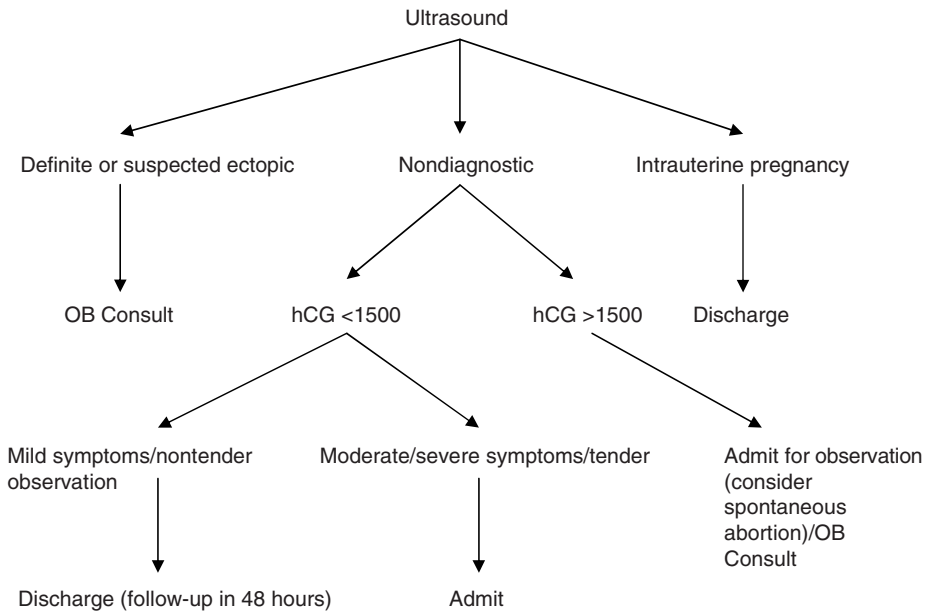 Ultrasound
Definite or suspected ectopic
Nondiagnostic
Intrauterine pregnancy
OB Consult
hCG <1500
hCG >1500
Discharge
Mild symptoms/nontender
observation
Moderate/severe symptoms/tender
Admit for observation
(consider
spontaneous
abortion)/OB
Consult
Discharge (follow-up in 48 hours)
Admit